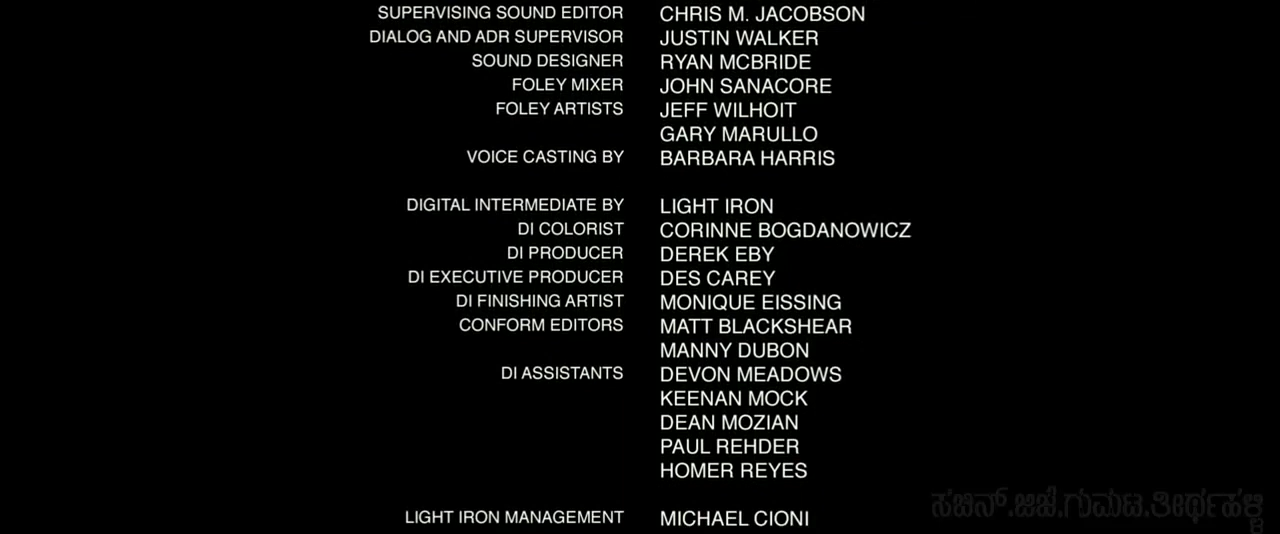 SUPERVISING SOUND EDITOR CHRIS M. JACOBSON
DIALOG AND ADR SUPERVISOR JUSTIN WALKER
SOUND DESIGNER RYAN MCBRIDE
FOLEY MIXER JOHN SANACORE
FOLEY ARTISTS JEFF WILHOIT
GARY MARULLO
VOICE CASTING BY BARBARA HARRIS
DIGITAL INTERMEDIATE BY LIGHT IRON
DI COLORIST CORINNE BOGDANOWICZ
DI PRODUCER DEREK EBY
DI EXECUTIVE PRODUCER DES CAREY
DI FINISHING ARTIST MONIQUE EISSING
CONFORM EDITORS MATT BLACKSHEAR
MANNY DUBON
DI ASSISTANTS DEVON MEADOWS
KEENAN MOCK
DEAN MOZIAN
PAUL REHDER
HOMER REYES
LIGHT IRON MANAGEMENT MICHAEL CIONI